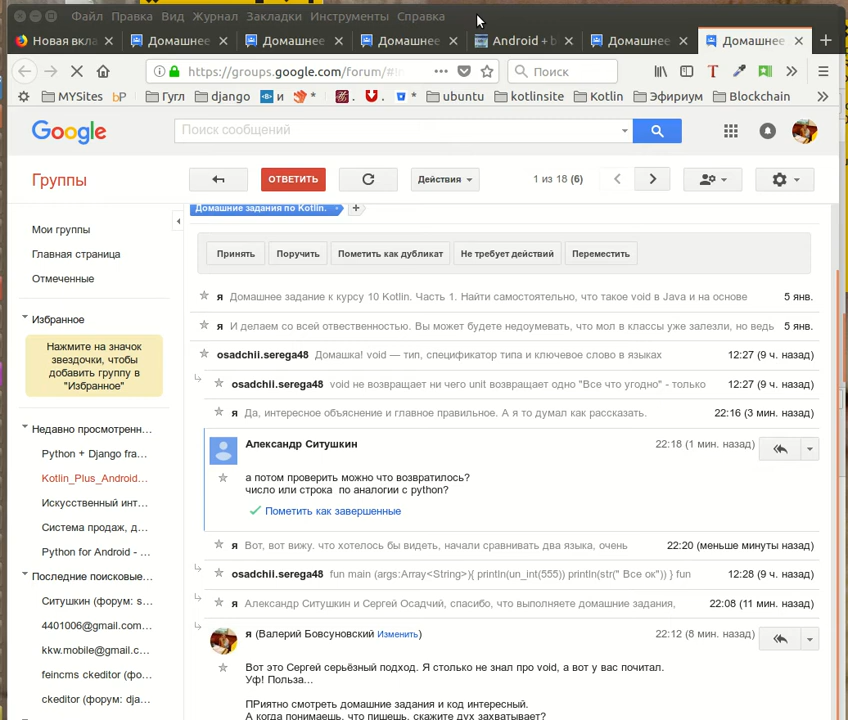 Файл Правка Вид Журнал Закладки Инструменты Справка
Новая вкла Домашнее Домашнее Домашнее Android + b Домашнее Домашнее
https://groups.google.com/forum/#
Поиск
MYSites bP Гугл django и ubuntu kotlinsite Kotlin Эфириум Blockchain
Google
Поиск сообщений
Группы
ОТВЕТИТЬ
Действия
1 из 18 (6)
Домашние задания по Kotlin.
Мои группы
Главная страница
Отмеченные
Избранное
Нажмите на значок
звездочки, чтобы
добавить группу в
"Избранное"
Недавно просмотренн…
Python + Django fra…
Kotlin_Plus_Android…
Искусственный инт…
Система продаж, д…
Python for Android - …
Последние поисковые…
Ситушкин (форум: s…
4401006@gmail.com…
kkw.mobile@gmail.c…
feincms ckeditor (фо…
ckeditor (форум: dja…
Принять Поручить Пометить как дубликат Не требует действий Переместить
я Домашнее задание к курсу 10 Kotlin. Часть 1. Найти самостоятельно, что такое void в Java и на основе 5 янв.
я И делаем со всей отвественностью. Вы может будете недоумевать, что мол в классы уже залезли, но ведь 5 янв.
osadchii.serega48 Домашка! void — тип, спецификатор типа и ключевое слово в языках 12:27 (9 ч. назад)
osadchii.serega48 void не возвращает ни чего unit возвращает одно "Все что угодно" - только 12:27 (9 ч. назад)
я Да, интересное объяснение и главное правильное. А я то думал как рассказать. 22:16 (3 мин. назад)
Александр Ситушкин 22:18 (1 мин. назад)
а потом проверить можно что возвратилось?
число или строка по аналогии с python?
Пометить как завершенные
я Вот, вот вижу. что хотелось бы видеть, начали сравнивать два языка, очень 22:20 (меньше минуты назад)
osadchii.serega48 fun main (args:Array<String>){ println(un_int(555)) println(str(" Все ок")) } fun 12:28 (9 ч. назад)
я Александр Ситушкин и Сергей Осадчий, спасибо, что выполняете домашние задания, 22:08 (11 мин. назад)
я (Валерий Бовсуновский Изменить) 22:12 (8 мин. назад)
Вот это Сергей серьёзный подход. Я столько не знал про void, а вот у вас почитал.
Уф! Польза...
ПРиятно смотреть домашние задания и код интересный.
А когда понимаешь, что пишешь, скажите дух захватывает?